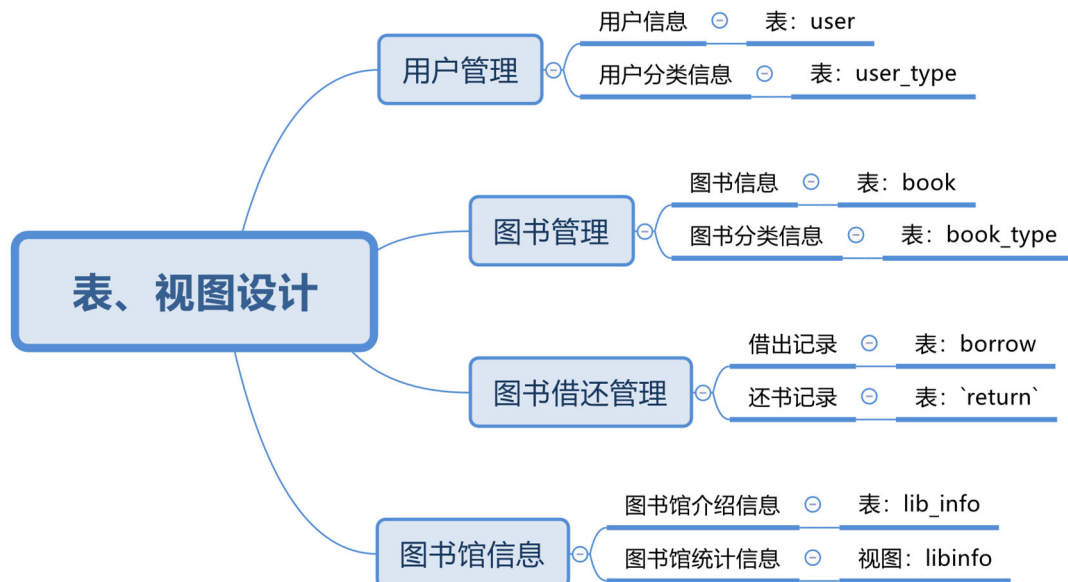 表、视图设计
用户管理
用户信息 表：user
用户分类信息 表：user_type
图书管理
图书信息 表：book
图书分类信息 表：book_type
图书借还管理
借出记录 表：borrow
还书记录 表：`return`
图书馆信息
图书馆介绍信息 表：lib_info
图书馆统计信息 视图：libinfo